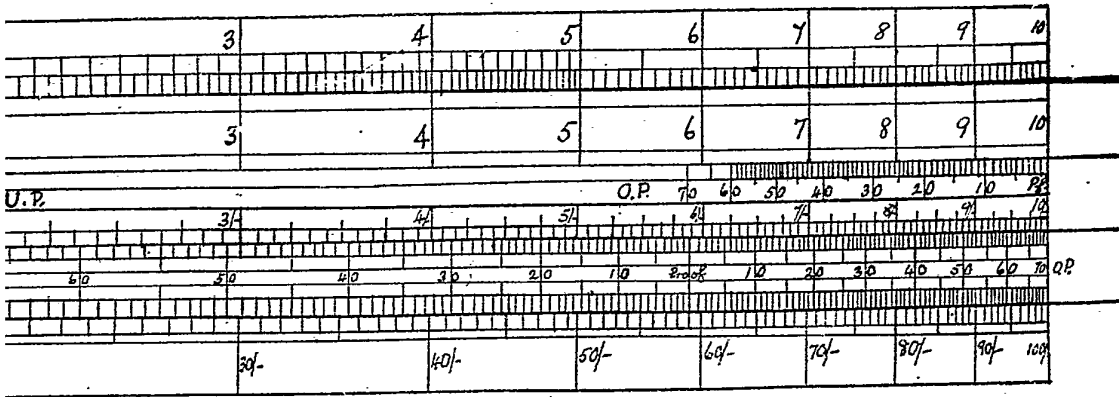 3 4 5 6 7 8 9 10
3 4 5 6 7 8 9 10
U.P. O.P. 70 60 50 40 30 20 10 Pf.
3/- 4/- 5/- 6/- 7/- 8/- 9/- 10/-
60 50 40 30 20 10 Proof 10 20 30 40 50 60 70 O.P.
30/- 40/- 50/- 60/- 70/- 80/- 90/- 100/-